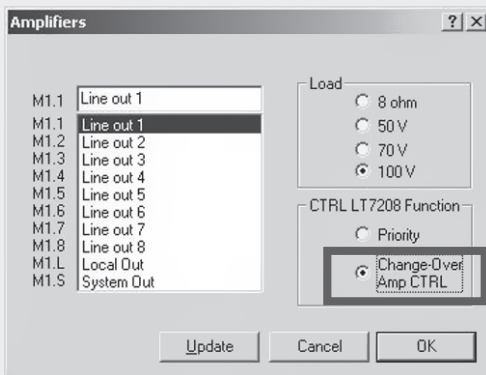 Amplifiers
M1.1 Line out 1
M1.1 Line out 1
M1.2 Line out 2
M1.3 Line out 3
M1.4 Line out 4
M1.5 Line out 5
M1.6 Line out 6
M1.7 Line out 7
M1.8 Line out 8
M1.L Local Out
M1.S System Out
Load
8 ohm
50 V
70 V
100 V
CTRL LT7208 Function
Priority
Change-Over
Amp CTRL
Update Cancel OK